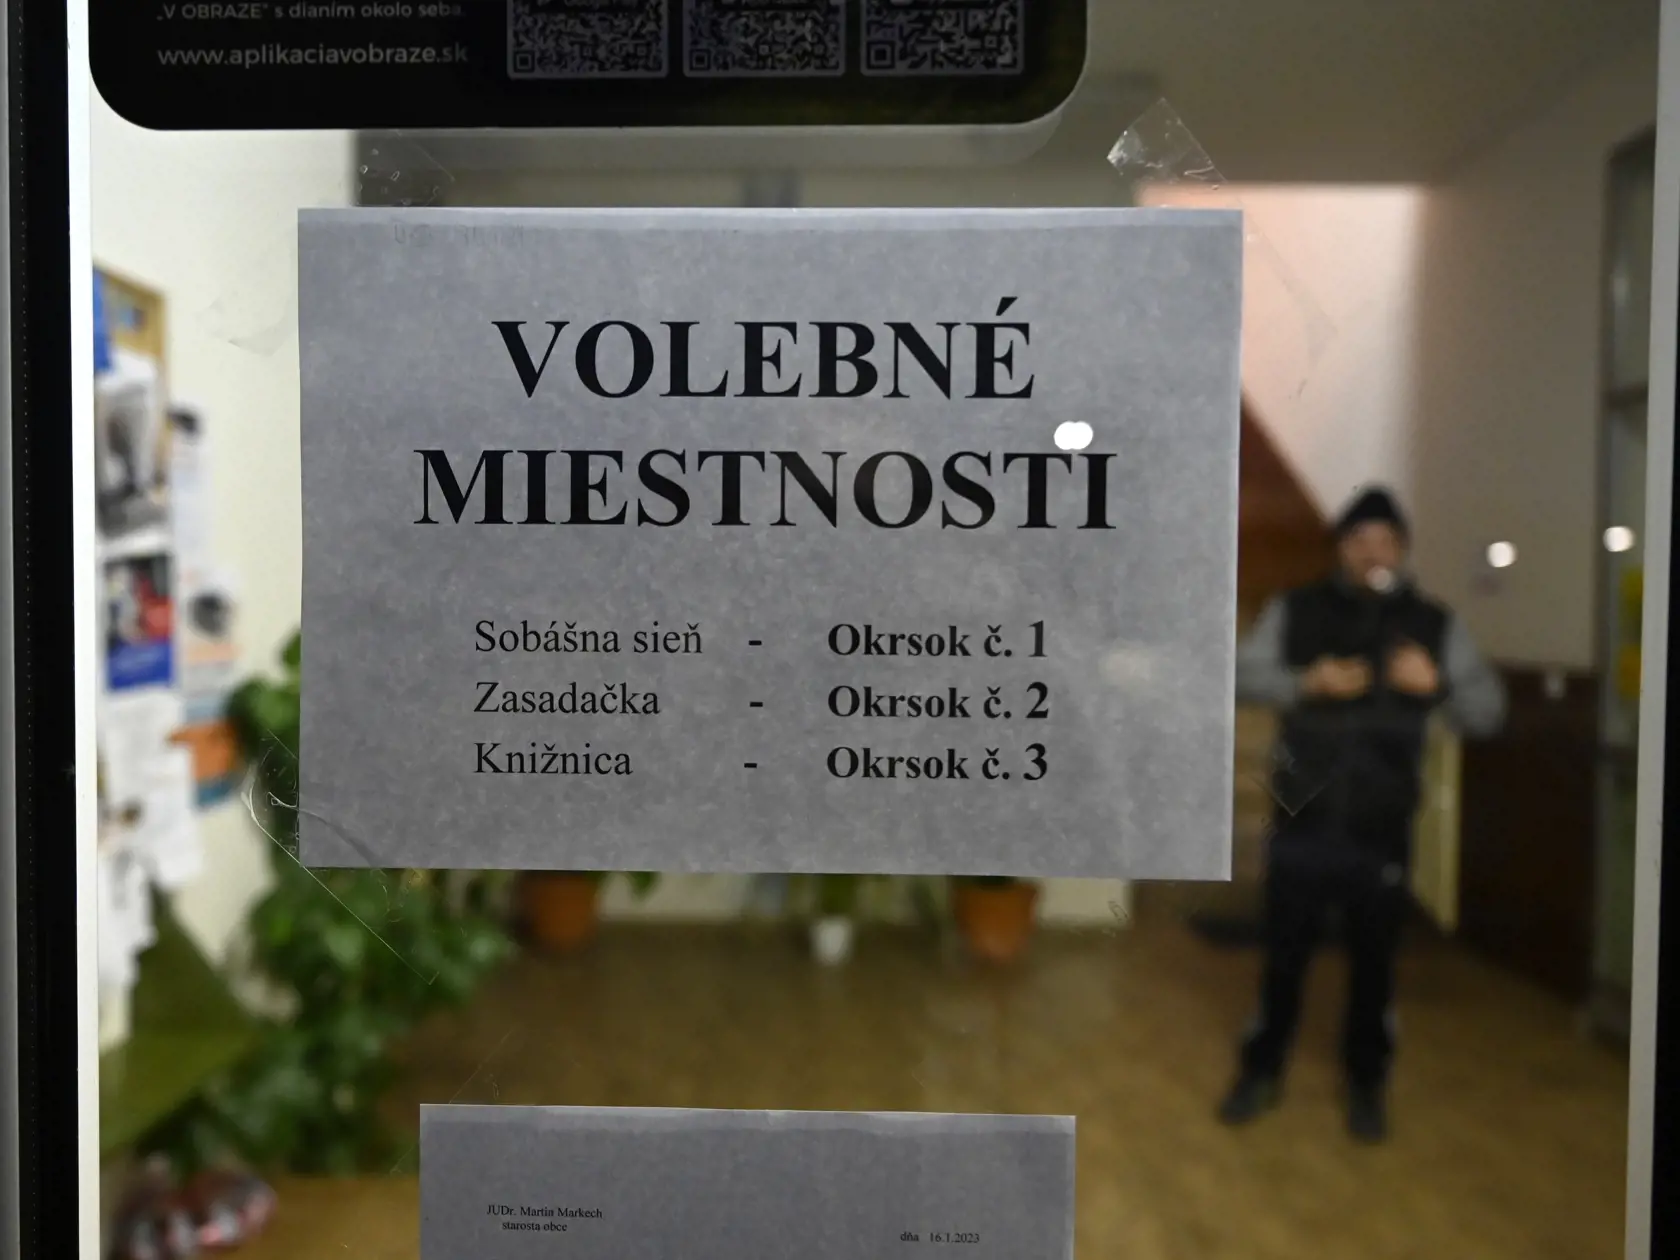 „V OBRAZE“ s dianím okolo seba.
www.aplikaciavobraze.sk
VOLEBNÉ
MIESTNOSTI
Sobášna sieň - Okrsok č. 1
Zasadačka - Okrsok č. 2
Knižnica - Okrsok č. 3
JUDr. Martin Markech
starosta obce
dňa 16.1.2023